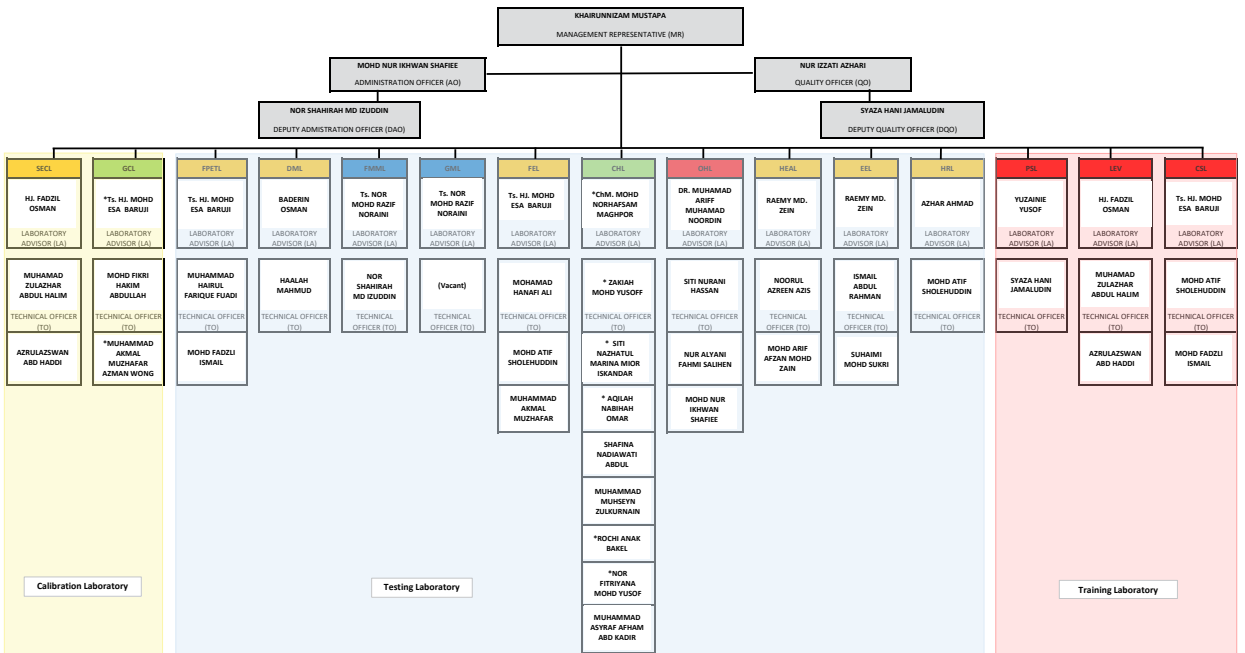 KHAIRUNNIZAM MUSTAPA
MANAGEMENT REPRESENTATIVE (MR)
MOHD NUR IKHWAN SHAFIEE
ADMINISTRATION OFFICER (AO)
NUR IZZATI AZHARI
QUALITY OFFICER (QO)
NOR SHAHIRAH MD IZUDDIN
DEPUTY ADMISTRATION OFFICER (DAO)
SYAZA HANI JAMALUDIN
DEPUTY QUALITY OFFICER (DQO)
SECL
HJ. FADZIL
OSMAN
LABORATORY
ADVISOR (LA)
MUHAMAD
ZULAZHAR
ABDUL HALIM
TECHNICAL OFFICER
(TO)
AZRULAZSWAN
ABD HADDI
GCL
*Ts. HJ. MOHD
ESA BARUJI
LABORATORY
ADVISOR (LA)
MOHD FIKRI
HAKIM
ABDULLAH
TECHNICAL OFFICER
(TO)
*MUHAMMAD
AKMAL
MUZHAFAR
AZMAN WONG
Calibration Laboratory
FPETL
Ts. HJ. MOHD
ESA BARUJI
LABORATORY
ADVISOR (LA)
MUHAMMAD
HAIRUL
FARIQUE FUADI
TECHNICAL OFFICER
(TO)
MOHD FADZLI
ISMAIL
DML
BADERIN
OSMAN
LABORATORY
ADVISOR (LA)
HAALAH
MAHMUD
TECHNICAL OFFICER
(TO)
FMML
Ts. NOR
MOHD RAZIF
NORAINI
LABORATORY
ADVISOR (LA)
NOR
SHAHIRAH
MD IZUDDIN
TECHNICAL
OFFICER (TO)
GML
Ts. NOR
MOHD RAZIF
NORAINI
LABORATORY
ADVISOR (LA)
(Vacant)
TECHNICAL
OFFICER (TO)
FEL
Ts. HJ. MOHD
ESA BARUJI
LABORATORY
ADVISOR (LA)
MOHAMAD
HANAFI ALI
TECHNICAL OFFICER
(TO)
MOHD ATIF
SHOLEHUDDIN
MUHAMMAD
AKMAL
MUZHAFAR
CHL
*ChM. MOHD
NORHAFSAM
MAGHPOR
LABORATORY
ADVISOR (LA)
* ZAKIAH
MOHD YUSOFF
TECHNICAL OFFICER
(TO)
* SITI
NAZHATUL
MARINA MIOR
ISKANDAR
* AQILAH
NABIHAH
OMAR
SHAFINA
NADIAWATI
ABDUL
MUHAMMAD
MUHSEYN
ZULKURNAIN
*ROCHI ANAK
BAKEL
*NOR
FITRIYANA
MOHD YUSOF
MUHAMMAD
ASYRAF AFHAM
ABD KADIR
OHL
DR. MUHAMAD
ARIFF
MUHAMAD
NOORDIN
LABORATORY
ADVISOR (LA)
SITI NURANI
HASSAN
TECHNICAL OFFICER
(TO)
NUR ALYANI
FAHMI SALIHEN
MOHD NUR
IKHWAN
SHAFIEE
HEAL
RAEMY MD.
ZEIN
LABORATORY
ADVISOR (LA)
NOORUL
AZREEN AZIS
TECHNICAL
OFFICER (TO)
MOHD ARIF
AFZAN MOHD
ZAIN
EEL
RAEMY MD.
ZEIN
LABORATORY
ADVISOR (LA)
ISMAIL
ABDUL
RAHMAN
TECHNICAL
OFFICER (TO)
SUHAIMI
MOHD SUKRI
HRL
AZHAR AHMAD
LABORATORY
ADVISOR (LA)
MOHD ATIF
SHOLEHUDDIN
TECHNICAL OFFICER
(TO)
Testing Laboratory
PSL
YUZAINIE
YUSOF
LABORATORY
ADVISOR (LA)
SYAZA HANI
JAMALUDIN
TECHNICAL OFFICER
(TO)
LEV
HJ. FADZIL
OSMAN
LABORATORY
ADVISOR (LA)
MUHAMAD
ZULAZHAR
ABDUL HALIM
TECHNICAL OFFICER
(TO)
AZRULAZSWAN
ABD HADDI
CSL
Ts. HJ. MOHD
ESA BARUJI
LABORATORY
ADVISOR (LA)
MOHD ATIF
SHOLEHUDDIN
TECHNICAL OFFICER
(TO)
MOHD FADZLI
ISMAIL
Training Laboratory